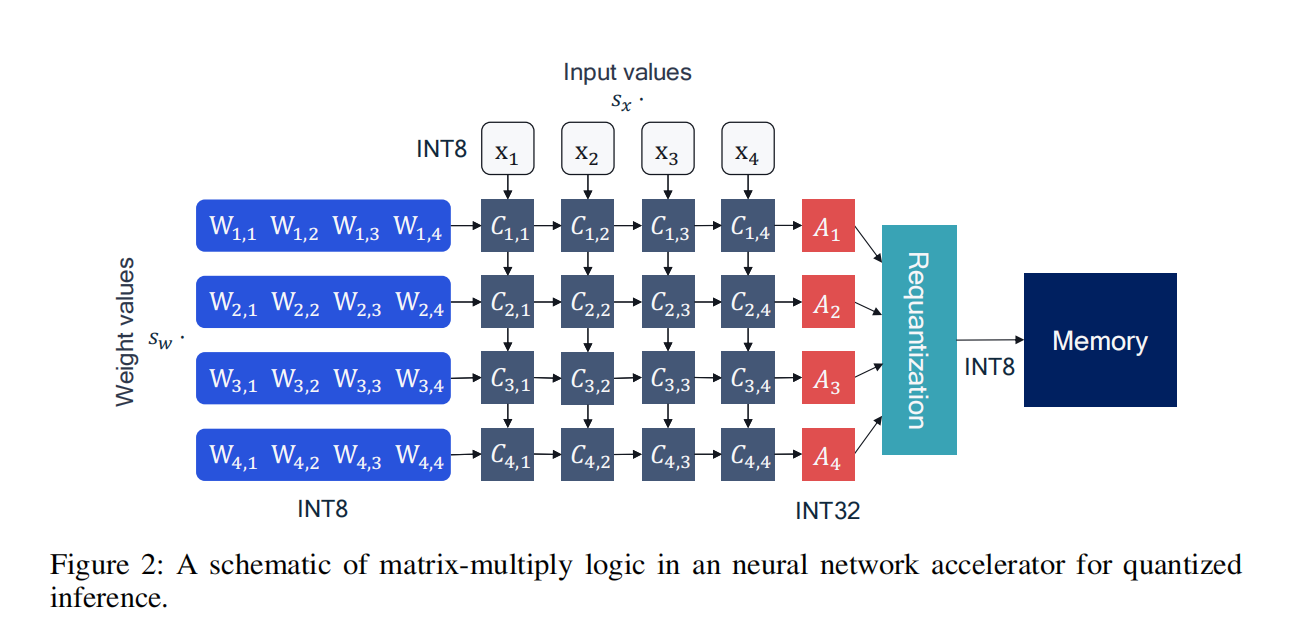 Input values
s_x ·
INT8 x_1 x_2 x_3 x_4
W_{1,1} W_{1,2} W_{1,3} W_{1,4} C_{1,1} C_{1,2} C_{1,3} C_{1,4} A_1
W_{2,1} W_{2,2} W_{2,3} W_{2,4} C_{2,1} C_{2,2} C_{2,3} C_{2,4} A_2
W_{3,1} W_{3,2} W_{3,3} W_{3,4} C_{3,1} C_{3,2} C_{3,3} C_{3,4} A_3
W_{4,1} W_{4,2} W_{4,3} W_{4,4} C_{4,1} C_{4,2} C_{4,3} C_{4,4} A_4
Weight values
s_w ·
INT8
INT32
Requantization
INT8
Memory
Figure 2: A schematic of matrix-multiply logic in an neural network accelerator for quantized
inference.